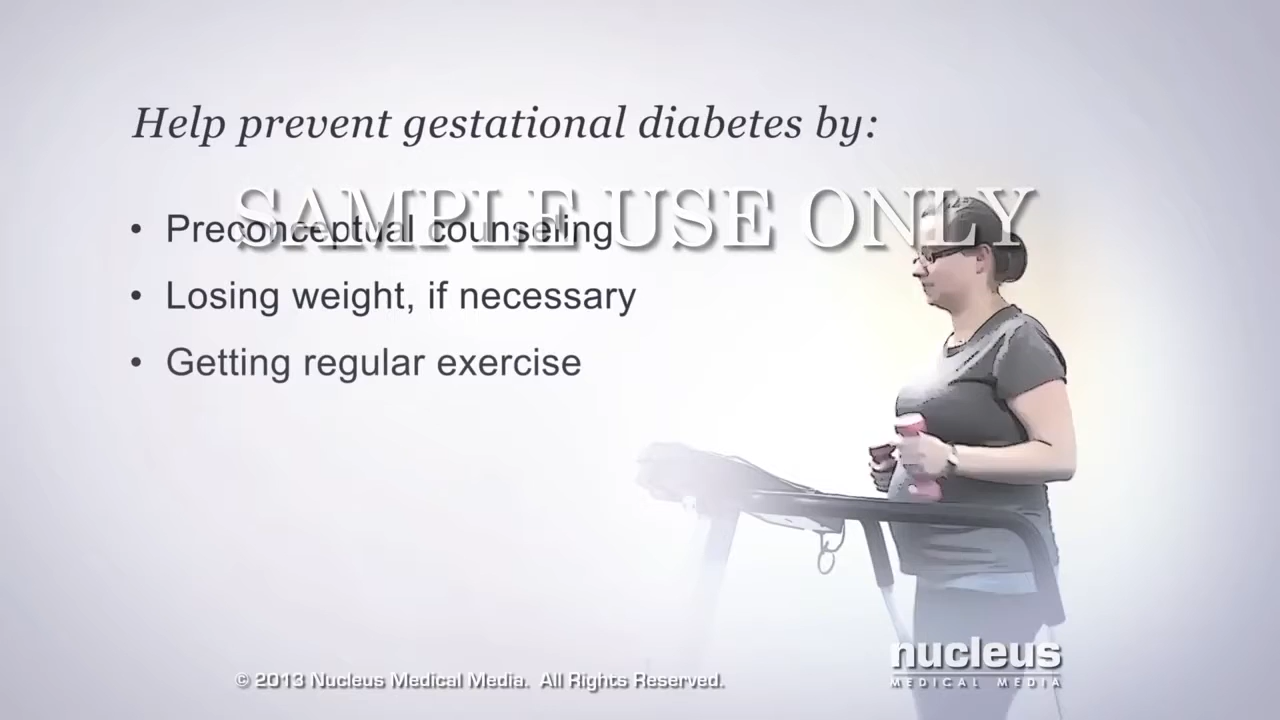 Help prevent gestational diabetes by:
SAMPLE USE ONLY
• Preconceptual counseling
• Losing weight, if necessary
• Getting regular exercise
nucleus
MEDICAL MEDIA
© 2013 Nucleus Medical Media. All Rights Reserved.